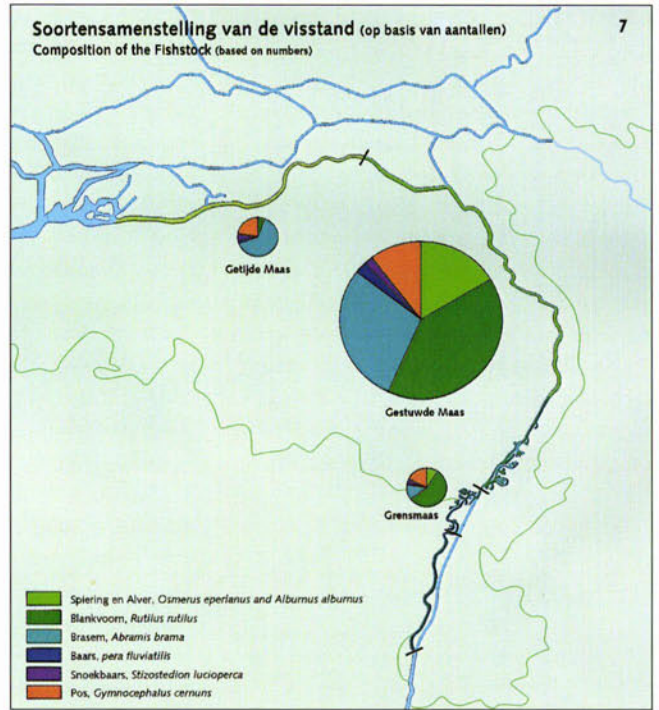 Soortensamenstelling van de visstand (op basis van aantallen)
7
Composition of the Fishstock (based on numbers)
Getijde Maas
Gestuwde Maas
Grensmaas
Spiering en Alver, Osmerus eperlanus and Alburnus alburnus
Blankvoorn, Rutilus rutilus
Brasem, Abramis brama
Baars, pera fluviatilis
Snoekbaars, Stizostedion lucioperca
Pos, Gymnocephalus cernuns